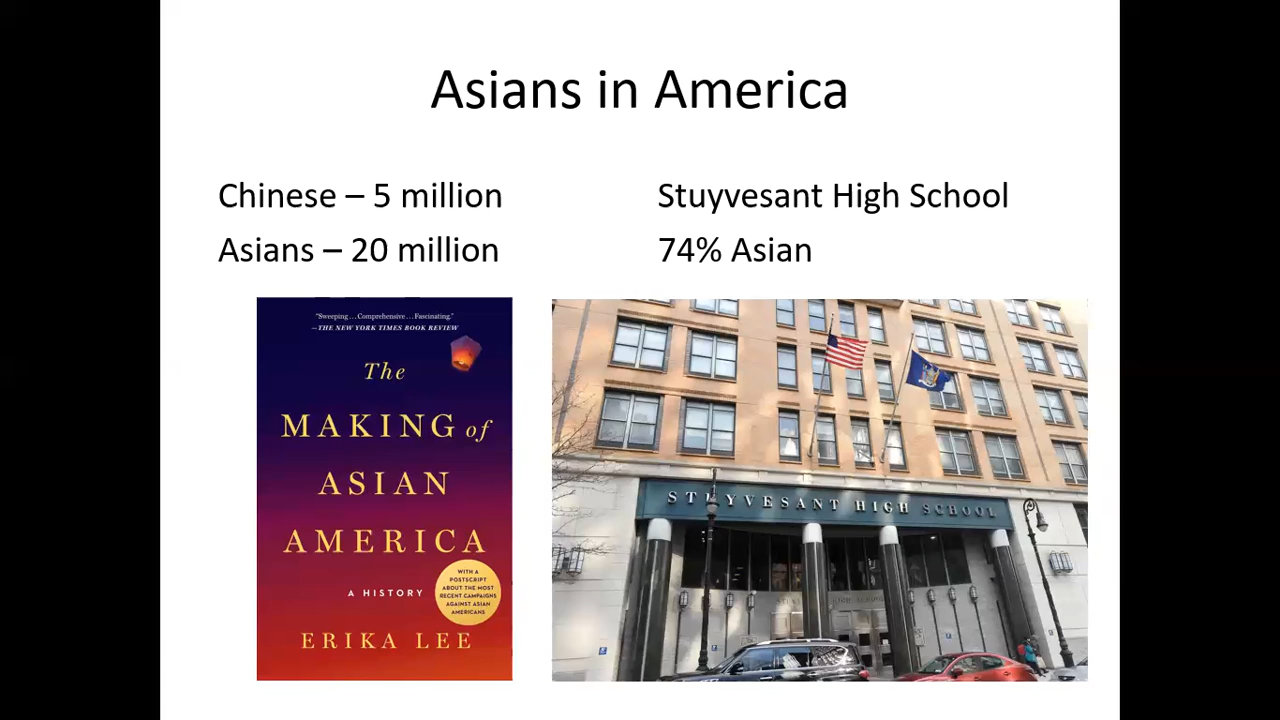 Asians in America
Chinese – 5 million
Asians – 20 million
Stuyvesant High School
74% Asian
“Sweeping . . . Comprehensive . . . Fascinating.”
—THE NEW YORK TIMES BOOK REVIEW
The
MAKING of
ASIAN
AMERICA
A HISTORY
WITH A
POSTSCRIPT
ABOUT THE MOST
RECENT CAMPAIGNS
AGAINST ASIAN
AMERICANS
ERIKA LEE
STUYVESANT HIGH SCHOOL